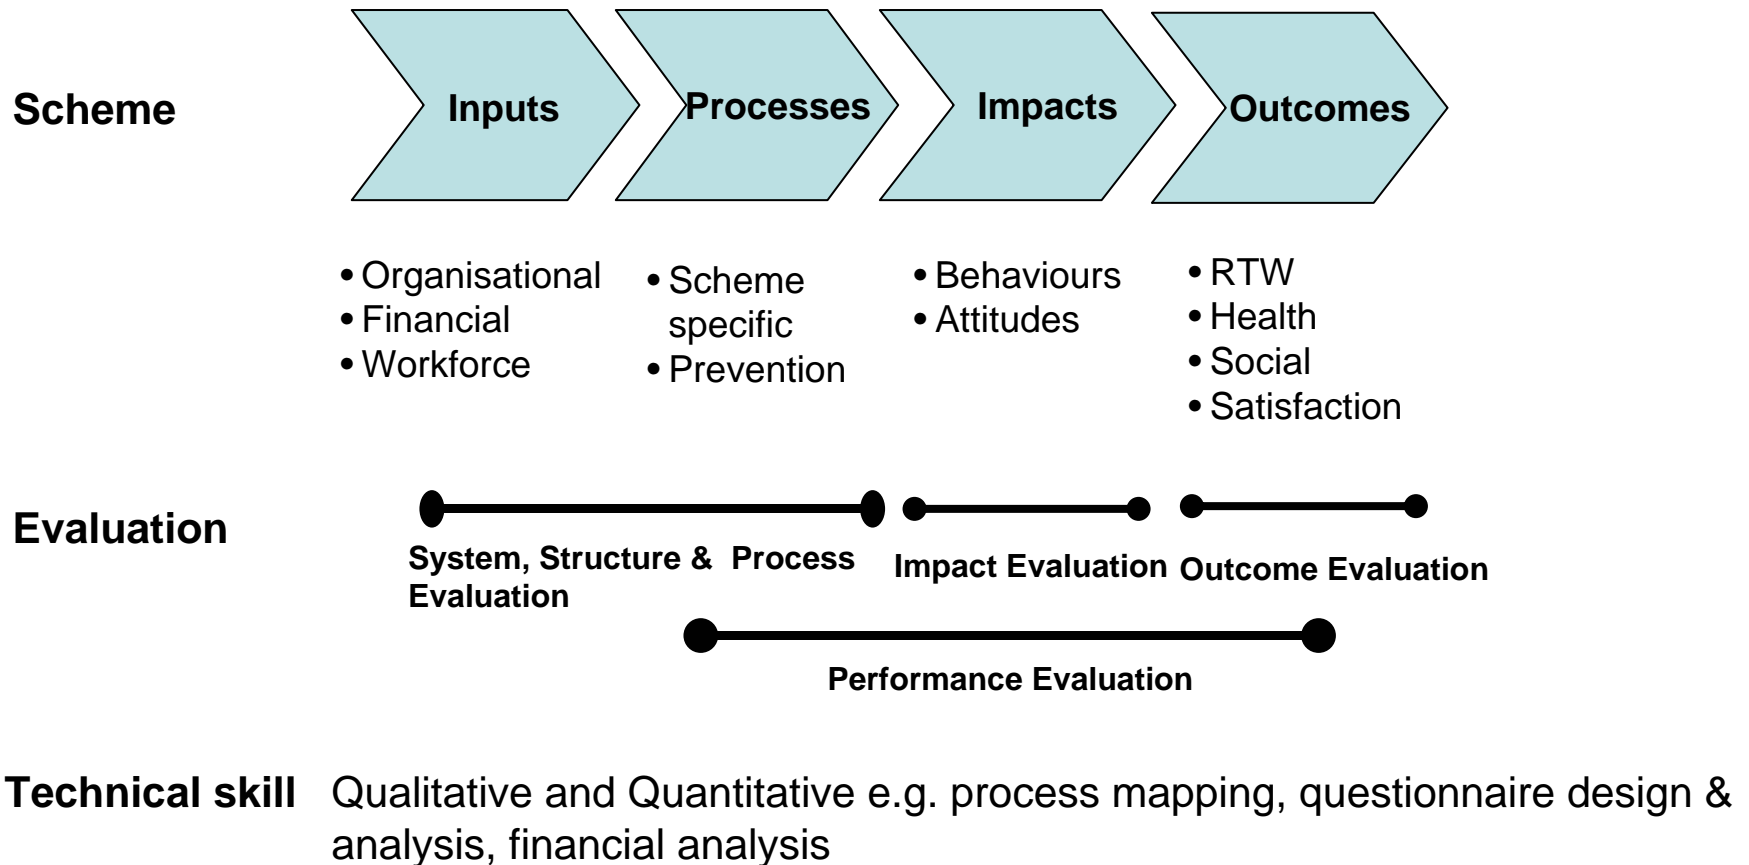 Scheme
Inputs
Processes
Impacts
Outcomes
• Organisational
• Financial
• Workforce
• Scheme
specific
• Prevention
• Behaviours
• Attitudes
• RTW
• Health
• Social
• Satisfaction
Evaluation
System, Structure & Process
Evaluation
Impact Evaluation
Outcome Evaluation
Performance Evaluation
Technical skill Qualitative and Quantitative e.g. process mapping, questionnaire design &
analysis, financial analysis